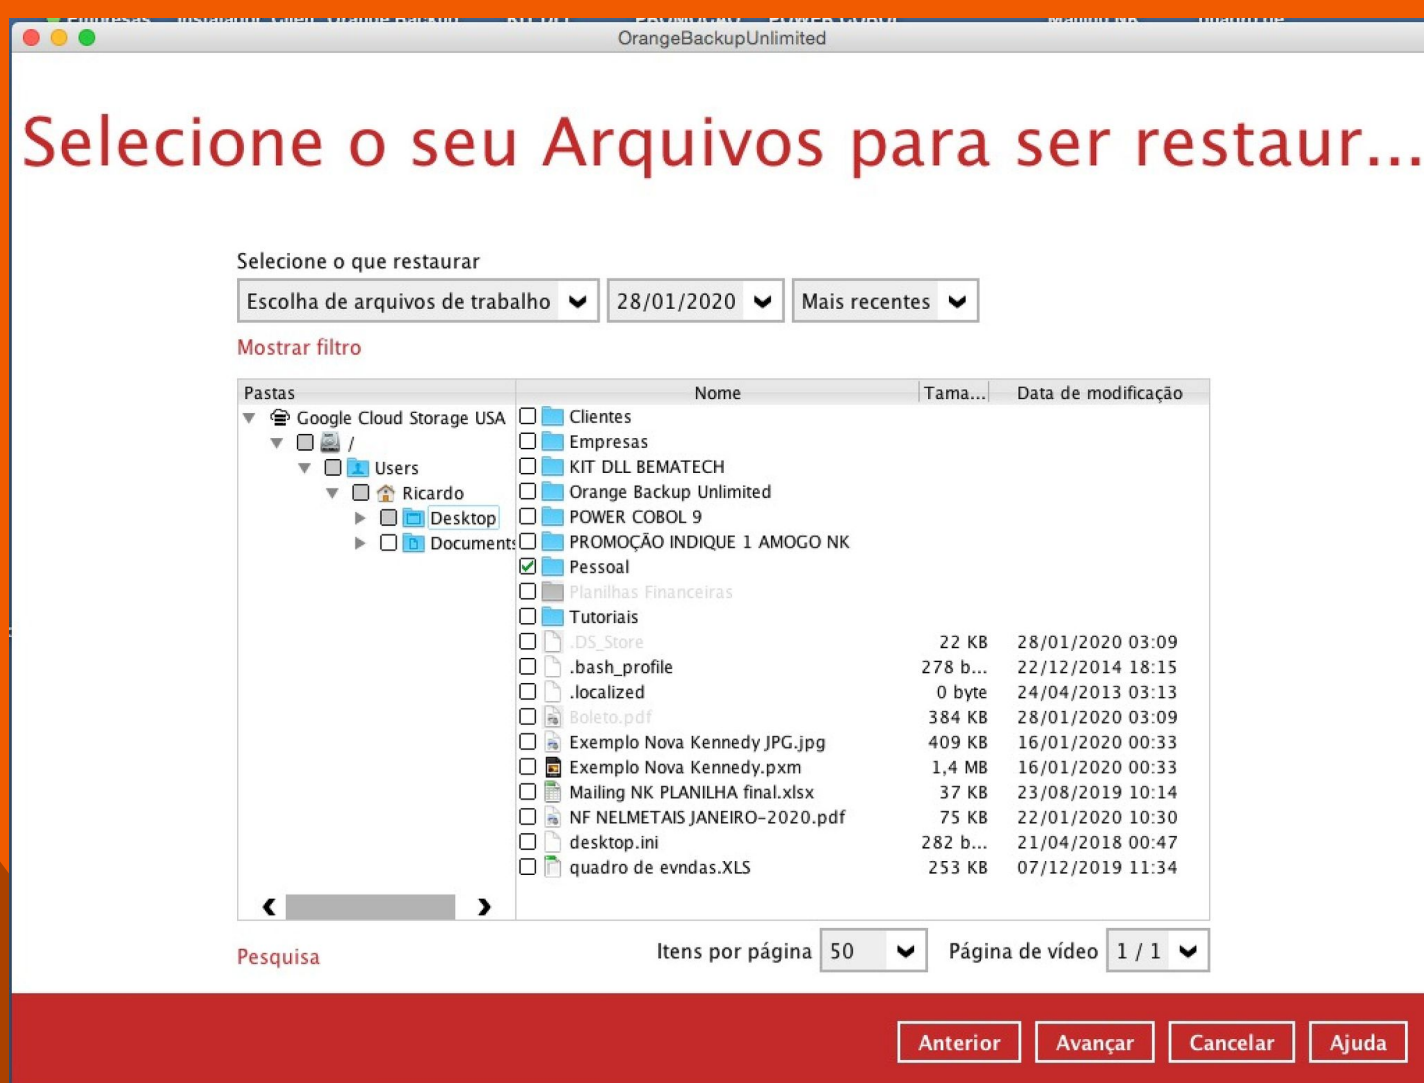 OrangeBackupUnlimited
Selecione o seu Arquivos para ser restaur...
Selecione o que restaurar
Escolha de arquivos de trabalho 28/01/2020 Mais recentes
Mostrar filtro
Pastas Nome Tama... Data de modificação
Google Cloud Storage USA
/
Users
Ricardo
Desktop
Documents
Clientes
Empresas
KIT DLL BEMATECH
Orange Backup Unlimited
POWER COBOL 9
PROMOÇÃO INDIQUE 1 AMOGO NK
Pessoal
Planilhas Financeiras
Tutoriais
.DS_Store 22 KB 28/01/2020 03:09
.bash_profile 278 b... 22/12/2014 18:15
.localized 0 byte 24/04/2013 03:13
Boleto.pdf 384 KB 28/01/2020 03:09
Exemplo Nova Kennedy JPG.jpg 409 KB 16/01/2020 00:33
Exemplo Nova Kennedy.pxm 1,4 MB 16/01/2020 00:33
Mailing NK PLANILHA final.xlsx 37 KB 23/08/2019 10:14
NF NELMETAIS JANEIRO-2020.pdf 75 KB 22/01/2020 10:30
desktop.ini 282 b... 21/04/2018 00:47
quadro de evndas.XLS 253 KB 07/12/2019 11:34
Pesquisa Itens por página 50 Página de vídeo 1 / 1
Anterior Avançar Cancelar Ajuda